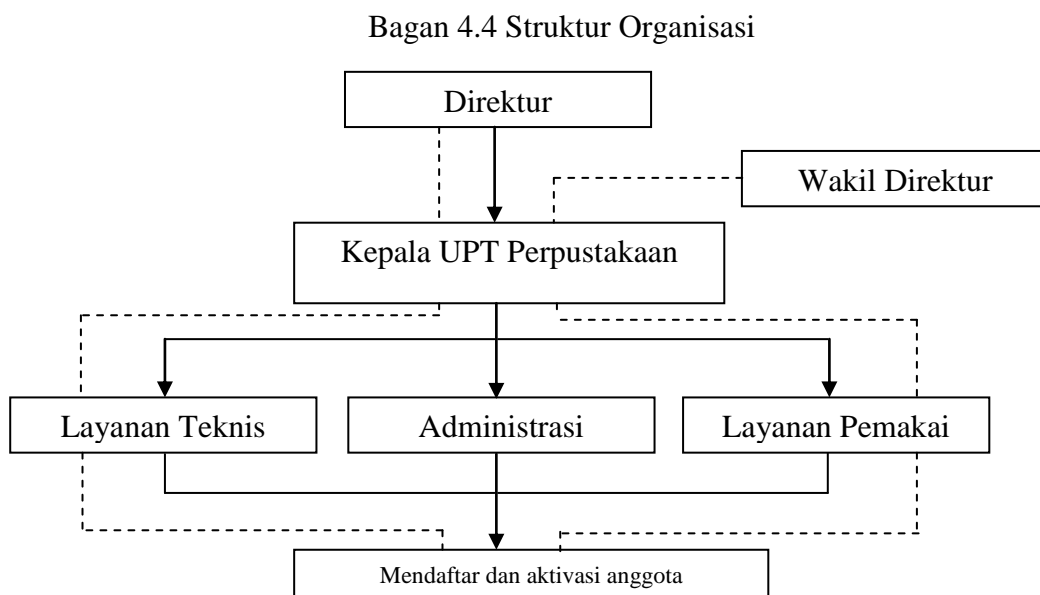 Bagan 4.4 Struktur Organisasi
Direktur
Wakil Direktur
Kepala UPT Perpustakaan
Layanan Teknis
Administrasi
Layanan Pemakai
Mendaftar dan aktivasi anggota